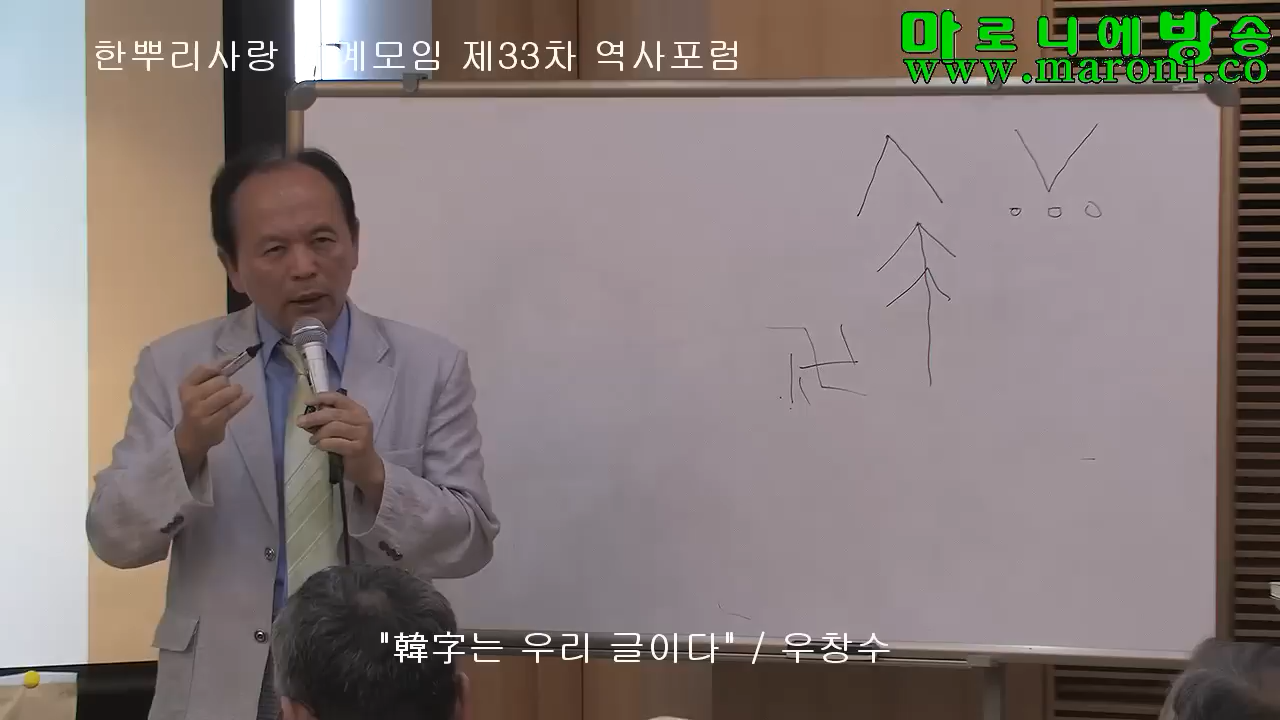 한뿌리사랑 계모임 제33차 역사포럼
마로니에방송
www.maroni.co
"韓字는 우리 글이다" / 우창수